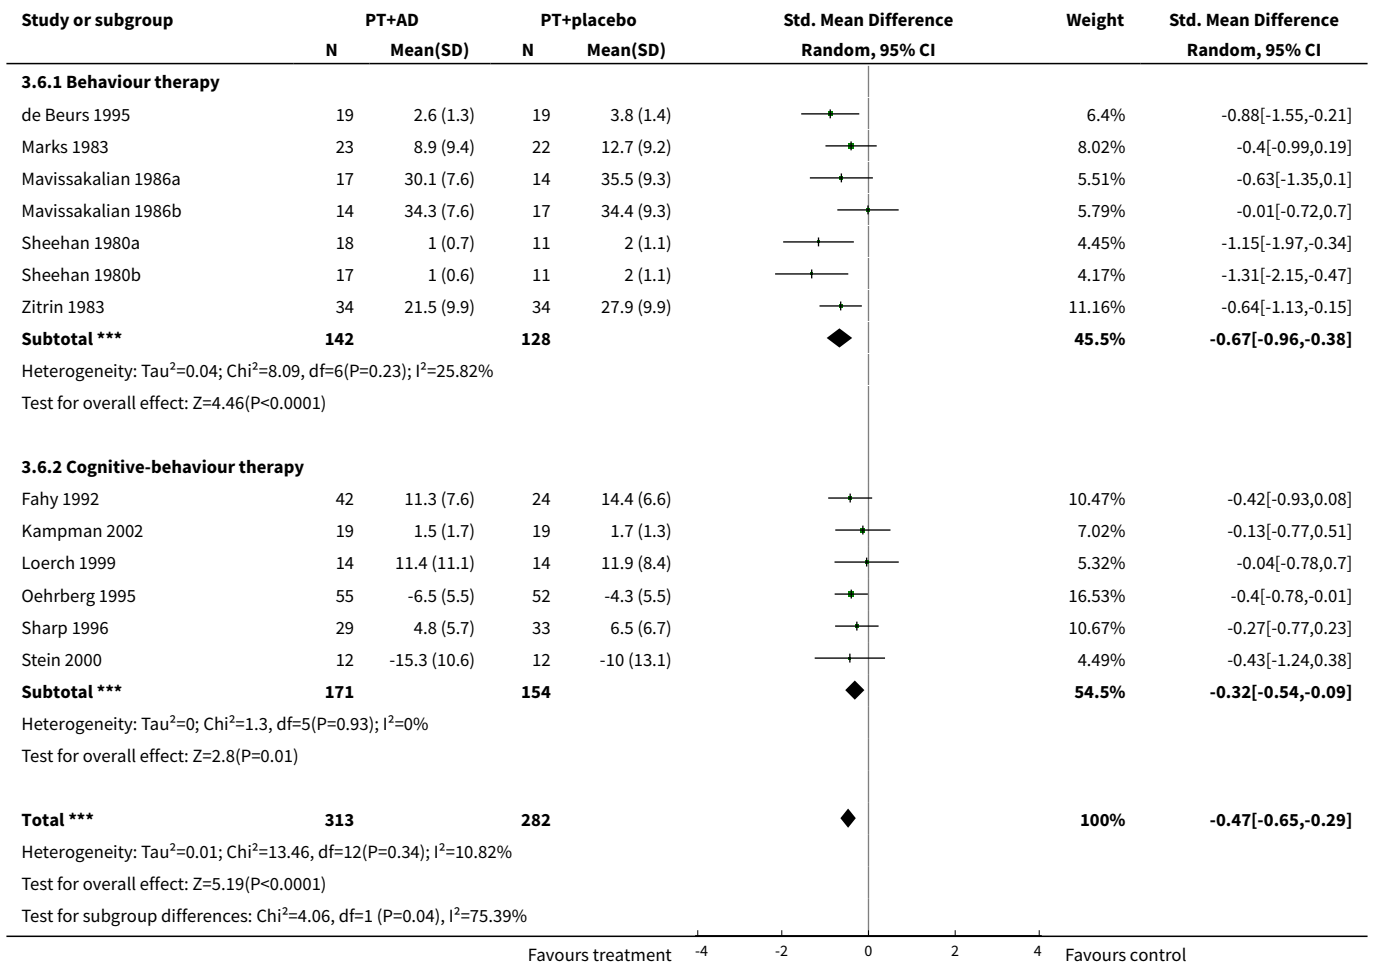 Study or subgroup PT+AD PT+placebo Std. Mean Difference Weight Std. Mean Difference
N Mean(SD) N Mean(SD) Random, 95% CI Random, 95% CI
3.6.1 Behaviour therapy
de Beurs 1995 19 2.6 (1.3) 19 3.8 (1.4) 6.4% -0.88[-1.55,-0.21]
Marks 1983 23 8.9 (9.4) 22 12.7 (9.2) 8.02% -0.4[-0.99,0.19]
Mavissakalian 1986a 17 30.1 (7.6) 14 35.5 (9.3) 5.51% -0.63[-1.35,0.1]
Mavissakalian 1986b 14 34.3 (7.6) 17 34.4 (9.3) 5.79% -0.01[-0.72,0.7]
Sheehan 1980a 18 1 (0.7) 11 2 (1.1) 4.45% -1.15[-1.97,-0.34]
Sheehan 1980b 17 1 (0.6) 11 2 (1.1) 4.17% -1.31[-2.15,-0.47]
Zitrin 1983 34 21.5 (9.9) 34 27.9 (9.9) 11.16% -0.64[-1.13,-0.15]
Subtotal *** 142 128 45.5% -0.67[-0.96,-0.38]
Heterogeneity: Tau²=0.04; Chi²=8.09, df=6(P=0.23); I²=25.82%
Test for overall effect: Z=4.46(P<0.0001)
3.6.2 Cognitive-behaviour therapy
Fahy 1992 42 11.3 (7.6) 24 14.4 (6.6) 10.47% -0.42[-0.93,0.08]
Kampman 2002 19 1.5 (1.7) 19 1.7 (1.3) 7.02% -0.13[-0.77,0.51]
Loerch 1999 14 11.4 (11.1) 14 11.9 (8.4) 5.32% -0.04[-0.78,0.7]
Oehrberg 1995 55 -6.5 (5.5) 52 -4.3 (5.5) 16.53% -0.4[-0.78,-0.01]
Sharp 1996 29 4.8 (5.7) 33 6.5 (6.7) 10.67% -0.27[-0.77,0.23]
Stein 2000 12 -15.3 (10.6) 12 -10 (13.1) 4.49% -0.43[-1.24,0.38]
Subtotal *** 171 154 54.5% -0.32[-0.54,-0.09]
Heterogeneity: Tau²=0; Chi²=1.3, df=5(P=0.93); I²=0%
Test for overall effect: Z=2.8(P=0.01)
Total *** 313 282 100% -0.47[-0.65,-0.29]
Heterogeneity: Tau²=0.01; Chi²=13.46, df=12(P=0.34); I²=10.82%
Test for overall effect: Z=5.19(P<0.0001)
Test for subgroup differences: Chi²=4.06, df=1 (P=0.04), I²=75.39%
Favours treatment -4 -2 0 2 4 Favours control